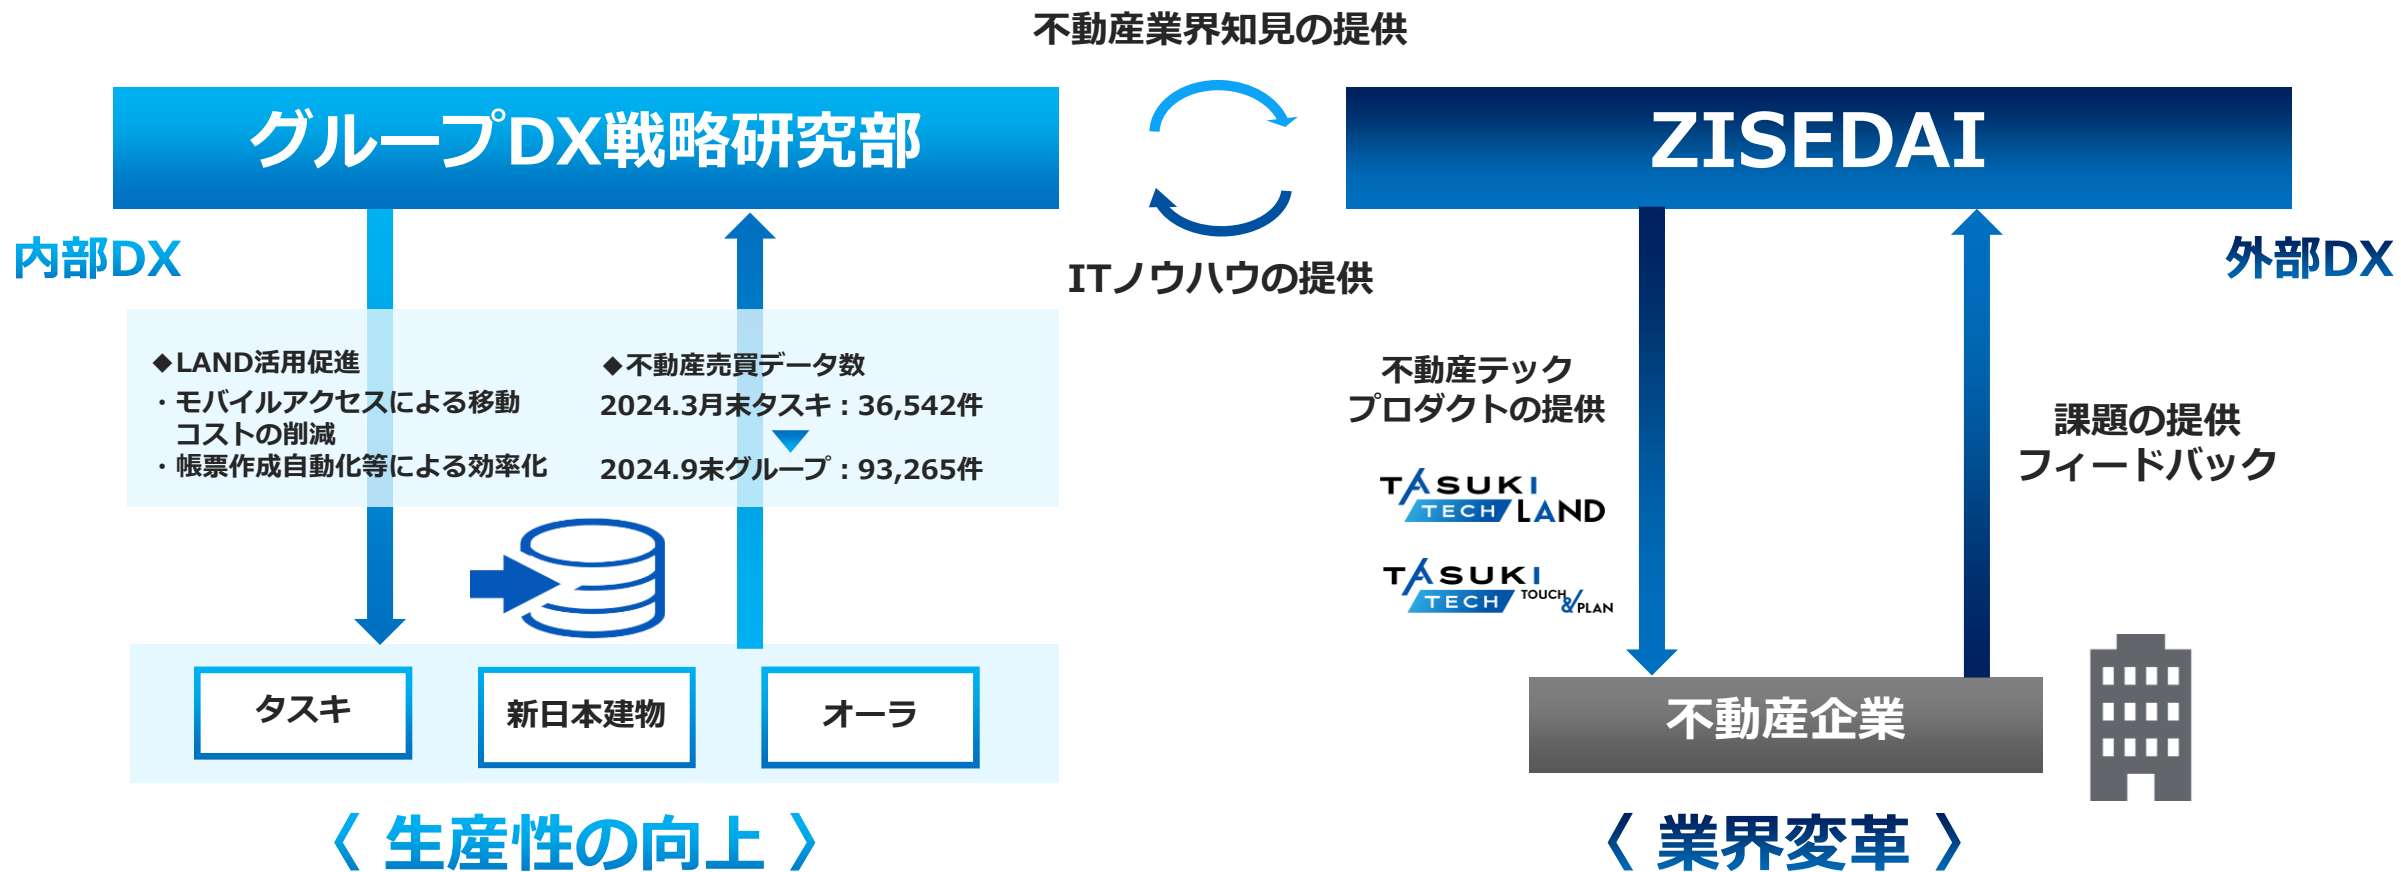 不動産業界知見の提供
グループDX戦略研究部
ZISEDAI
ITノウハウの提供
内部DX
外部DX
◆LAND活用促進
・モバイルアクセスによる移動
コストの削減
・帳票作成自動化等による効率化
◆不動産売買データ数
2024.3月末タスキ：36,542件
2024.9末グループ：93,265件
不動産テック
プロダクトの提供
TASUKI
TECH LAND
TASUKI
TECH TOUCH & PLAN
課題の提供
フィードバック
タスキ
新日本建物
オーラ
不動産企業
〈 生産性の向上 〉
〈 業界変革 〉